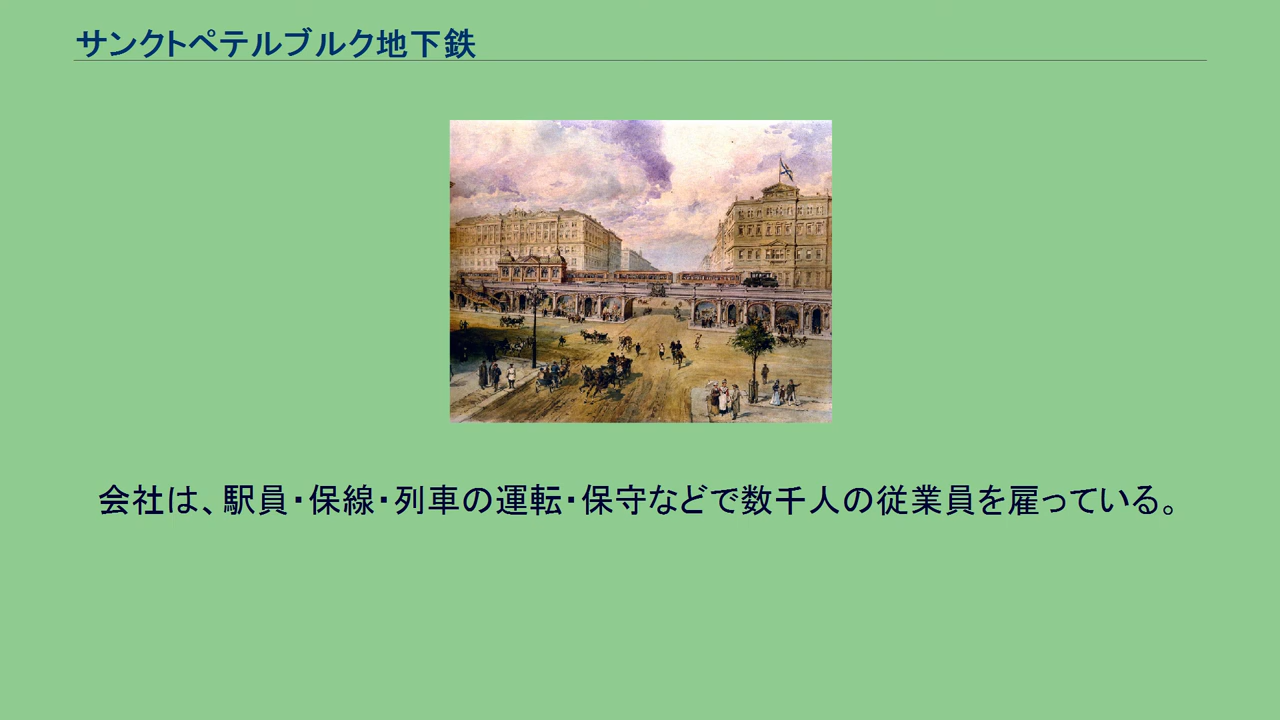 サンクトペテルブルク地下鉄
会社は、駅員・保線・列車の運転・保守などで数千人の従業員を雇っている。